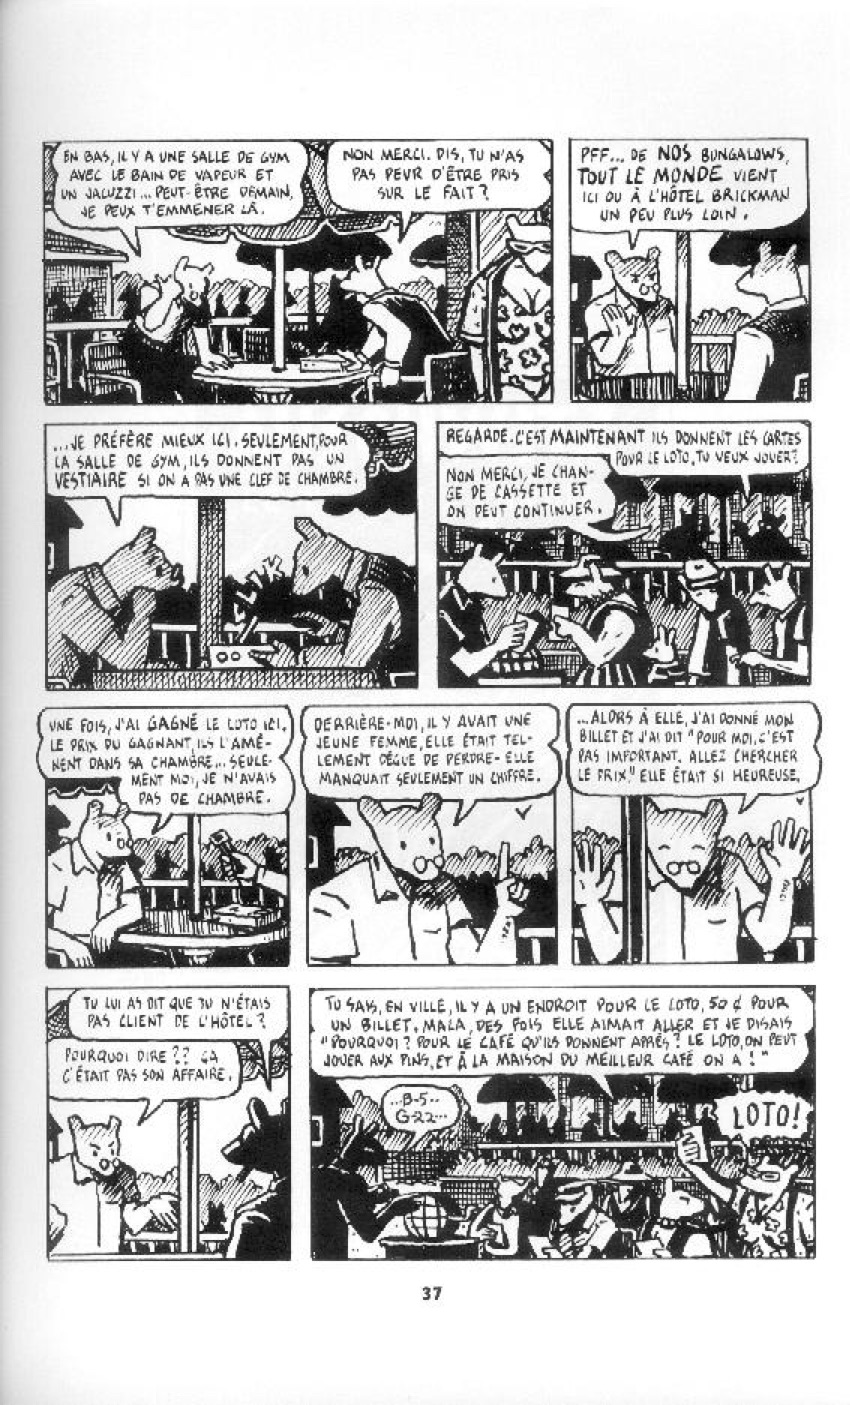 EN BAS, IL Y A UNE SALLE DE GYM
AVEC LE BAIN DE VAPEUR ET
UN JACUZZI... PEUT-ÊTRE DEMAIN,
JE PEUX T'EMMENER LÀ.
NON MERCI. DIS, TU N'AS
PAS PEUR D'ÊTRE PRIS
SUR LE FAIT?
PFF... DE NOS BUNGALOWS,
TOUT LE MONDE VIENT
ICI OU À L'HÔTEL BRICKMAN
UN PEU PLUS LOIN.
...JE PRÉFÈRE MIEUX ICI. SEULEMENT, POUR
LA SALLE DE GYM, ILS DONNENT PAS UN
VESTIAIRE SI ON A PAS UNE CLEF DE CHAMBRE.
CLIK
REGARDE. C'EST MAINTENANT ILS DONNENT LES CARTES
POUR LE LOTO, TU VEUX JOUER?
NON MERCI, JE CHAN-
GE DE CASSETTE ET
ON PEUT CONTINUER.
UNE FOIS, J'AI GAGNÉ LE LOTO ICI.
LE PRIX DU GAGNANT, ILS L'AMÈ-
NENT DANS SA CHAMBRE... SEULE-
MENT MOI, JE N'AVAIS
PAS DE CHAMBRE.
DERRIÈRE-MOI, IL Y AVAIT UNE
JEUNE FEMME, ELLE ÉTAIT TEL-
LEMENT DÉÇUE DE PERDRE- ELLE
MANQUAIT SEULEMENT UN CHIFFRE.
...ALORS À ELLE, J'AI DONNÉ MON
BILLET ET J'AI DIT "POUR MOI, C'EST
PAS IMPORTANT. ALLEZ CHERCHER
LE PRIX." ELLE ÉTAIT SI HEUREUSE.
TU LUI AS DIT QUE TU N'ÉTAIS
PAS CLIENT DE L'HÔTEL?
POURQUOI DIRE?? ÇA
C'ÉTAIT PAS SON AFFAIRE.
TU SAIS, EN VILLE, IL Y A UN ENDROIT POUR LE LOTO, 50 ¢ POUR
UN BILLET. MALA, DES FOIS ELLE AIMAIT ALLER ET JE DISAIS
"POURQUOI? POUR LE CAFÉ QU'ILS DONNENT APRÈS? LE LOTO, ON PEUT
JOUER AUX PINS, ET À LA MAISON DU MEILLEUR CAFÉ ON A!"
...B-5...
G-22...
LOTO!
37